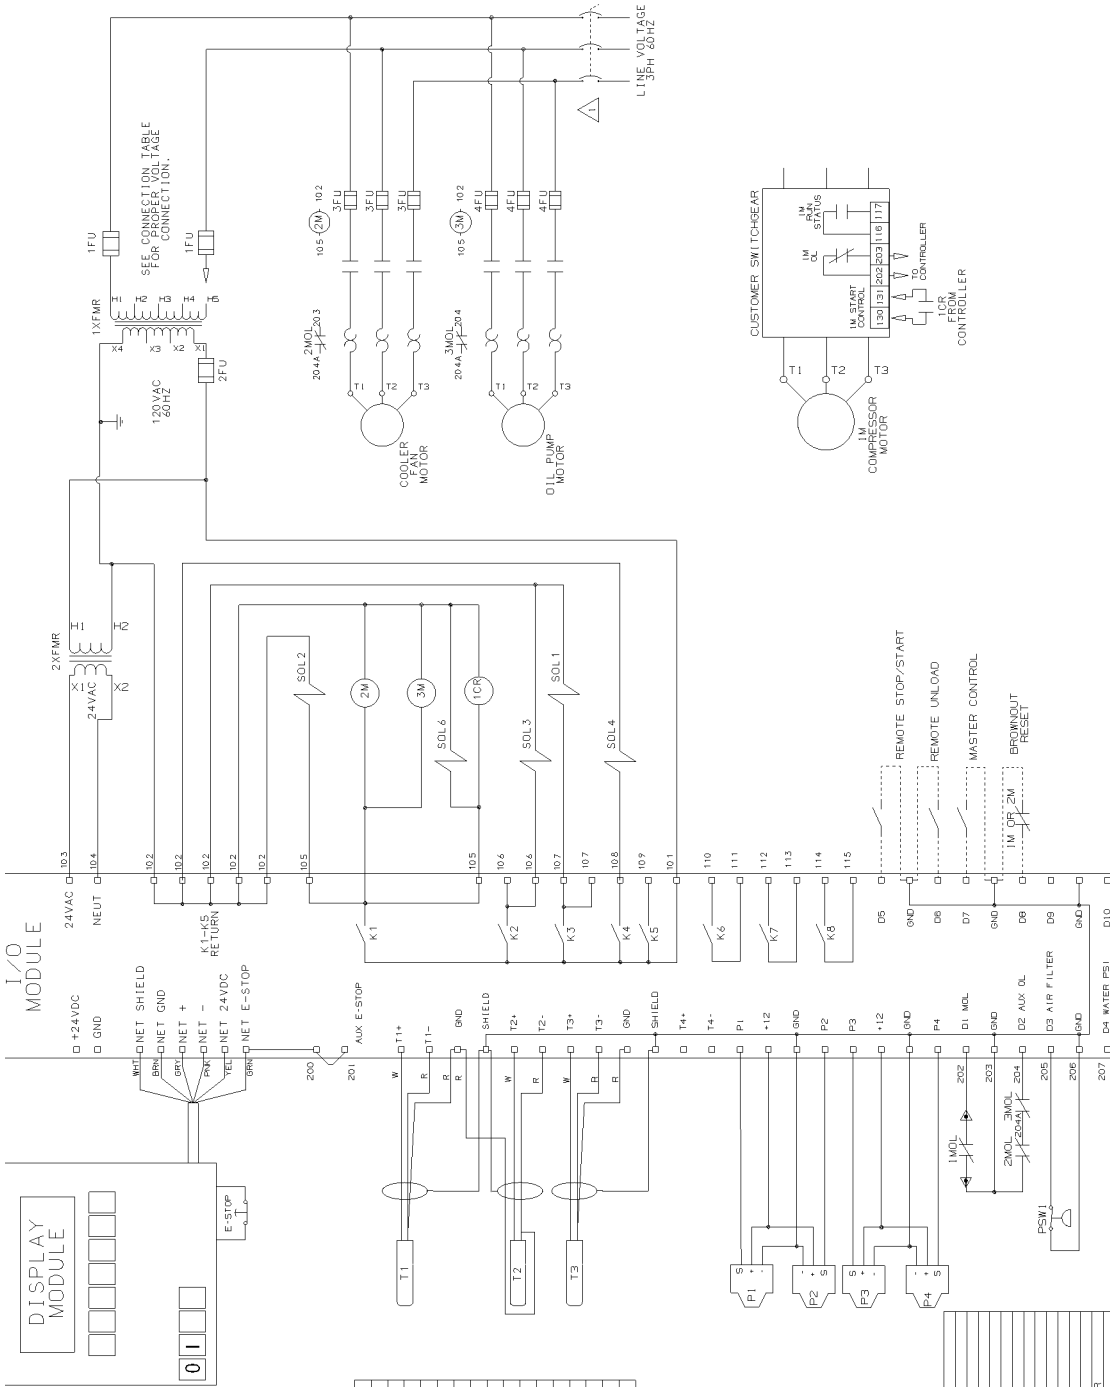 LINE VOLTAGE
3PH 60HZ
1
1FU
1FU
SEE CONNECTION TABLE
FOR PROPER VOLTAGE
CONNECTION.
1XFMR
H1
H2
H3
H4
H5
X4
X3
X2
X1
2FU
120VAC
60HZ
105
2M
102
3FU
3FU
3FU
105
3M
102
4FU
4FU
4FU
204A
2MOL
203
204A
3MOL
204
T1
T2
T3
T1
T2
T3
COOLER
FAN
MOTOR
OIL PUMP
MOTOR
CUSTOMER SWITCHGEAR
1M
RUN
STATUS
1M
OL
1M START
CONTROL
130
131
202
203
116
117
TO
CONTROLLER
1CR
FROM
CONTROLLER
T1
T2
T3
1M
COMPRESSOR
MOTOR
2XFMR
H1
H2
X1
X2
24VAC
SOL2
2M
3M
1CR
SOL6
SOL3
SOL1
SOL4
REMOTE STOP/START
REMOTE UNLOAD
MASTER CONTROL
BROWNOUT
RESET
1M OR 2M
103
104
102
102
102
102
102
105
105
106
106
107
107
108
109
101
110
111
112
113
114
115
I/O
MODULE
24VAC
NEUT
K1-K5
RETURN
K1
K2
K3
K4
K5
K6
K7
K8
D5
GND
D6
D7
GND
D8
D9
GND
D10
+24VDC
GND
NET SHIELD
NET GND
NET +
NET -
NET 24VDC
NET E-STOP
AUX E-STOP
T1+
T1-
GND
SHIELD
T2+
T2-
T3+
T3-
GND
SHIELD
T4+
T4-
P1
+12
GND
P2
P3
+12
GND
P4
D1 MOL
GND
D2 AUX OL
D3 AIR FILTER
GND
D4 WATER PSI
WHT
BRN
GRY
PNK
YEL
GRN
200
201
W
R
R
W
R
W
R
R
202
203
204
205
206
207
1MOL
2MOL
204A
3MOL
PSW1
DISPLAY
MODULE
E-STOP
O
I
T1
T2
T3
S
+
-
P1
-
+
S
P2
S
+
-
P3
-
+
S
P4
R